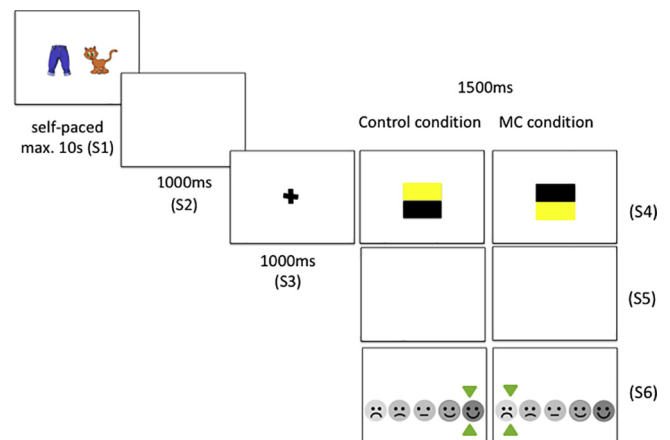 self-paced
max. 10s (S1)
1000ms
(S2)
1000ms
(S3)
1500ms
Control condition MC condition
(S4)
(S5)
(S6)